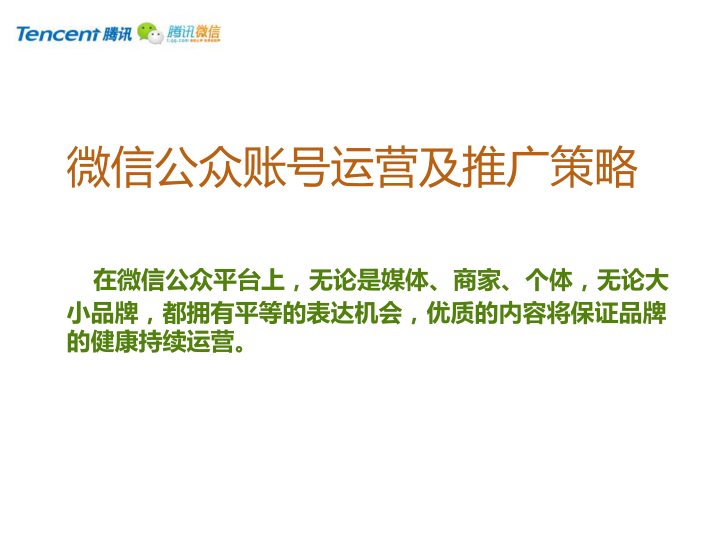 Tencent 腾讯 腾讯微信
微信公众账号运营及推广策略
在微信公众平台上，无论是媒体、商家、个体，无论大
小品牌，都拥有平等的表达机会，优质的内容将保证品牌
的健康持续运营。